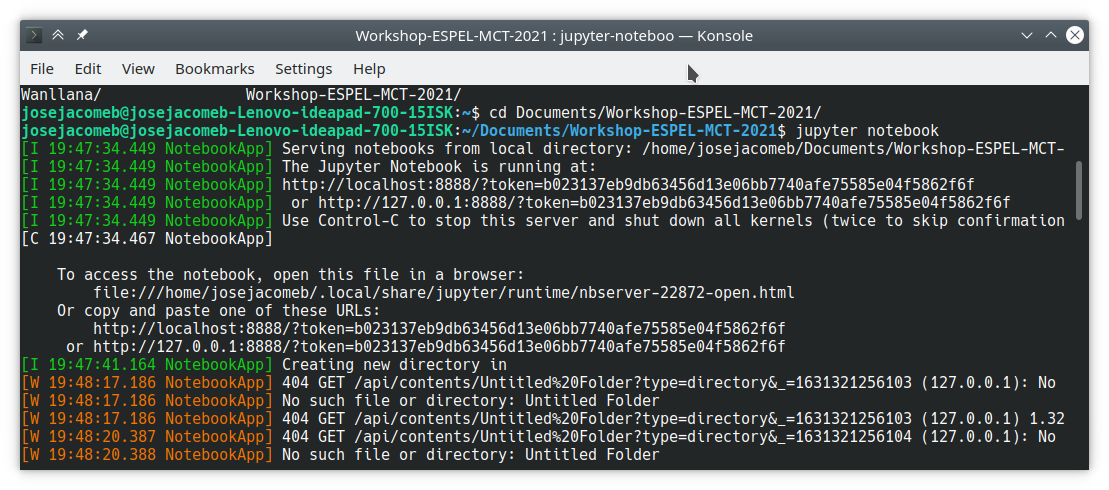 Workshop-ESPEL-MCT-2021 : jupyter-noteboo — Konsole
File Edit View Bookmarks Settings Help
Wanllana/ Workshop-ESPEL-MCT-2021/
josejacomeb@josejacomeb-Lenovo-ideapad-700-15ISK:~$ cd Documents/Workshop-ESPEL-MCT-2021/
josejacomeb@josejacomeb-Lenovo-ideapad-700-15ISK:~/Documents/Workshop-ESPEL-MCT-2021$ jupyter notebook
[I 19:47:34.449 NotebookApp] Serving notebooks from local directory: /home/josejacomeb/Documents/Workshop-ESPEL-MCT-
[I 19:47:34.449 NotebookApp] The Jupyter Notebook is running at:
[I 19:47:34.449 NotebookApp] http://localhost:8888/?token=b023137eb9db63456d13e06bb7740afe75585e04f5862f6f
[I 19:47:34.449 NotebookApp]  or http://127.0.0.1:8888/?token=b023137eb9db63456d13e06bb7740afe75585e04f5862f6f
[I 19:47:34.449 NotebookApp] Use Control-C to stop this server and shut down all kernels (twice to skip confirmation
[C 19:47:34.467 NotebookApp]
To access the notebook, open this file in a browser:
file:///home/josejacomeb/.local/share/jupyter/runtime/nbserver-22872-open.html
Or copy and paste one of these URLs:
http://localhost:8888/?token=b023137eb9db63456d13e06bb7740afe75585e04f5862f6f
or http://127.0.0.1:8888/?token=b023137eb9db63456d13e06bb7740afe75585e04f5862f6f
[I 19:47:41.164 NotebookApp] Creating new directory in
[W 19:48:17.186 NotebookApp] 404 GET /api/contents/Untitled%20Folder?type=directory&_=1631321256103 (127.0.0.1): No
[W 19:48:17.186 NotebookApp] No such file or directory: Untitled Folder
[W 19:48:17.186 NotebookApp] 404 GET /api/contents/Untitled%20Folder?type=directory&_=1631321256103 (127.0.0.1) 1.32
[W 19:48:20.387 NotebookApp] 404 GET /api/contents/Untitled%20Folder?type=directory&_=1631321256104 (127.0.0.1): No
[W 19:48:20.388 NotebookApp] No such file or directory: Untitled Folder